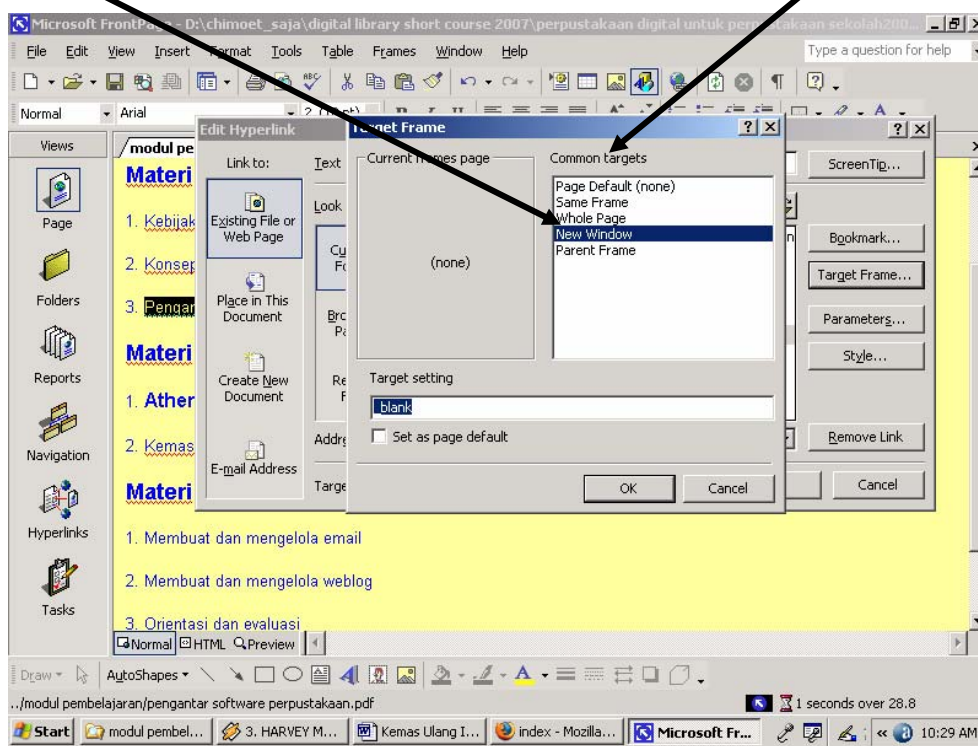 Microsoft FrontPage - D:\chimoet_saja\digital library short course 2007\perpustakaan digital untuk perpustakaan sekolah200...
File Edit View Insert Format Tools Table Frames Window Help
Type a question for help
Normal Arial
Views
Page
Folders
Reports
Navigation
Hyperlinks
Tasks
modul pe
Materi
1. Kebijak
2. Konsep
3. Pengan
Materi
1. Ather
2. Kemas
Materi
1. Membuat dan mengelola email
2. Membuat dan mengelola weblog
3. Orientasi dan evaluasi
Edit Hyperlink
Link to:
Existing File or Web Page
Place in This Document
Create New Document
E-mail Address
Text
Look
Addre
Targe
ScreenTip...
Bookmark...
Target Frame...
Parameters...
Style...
Remove Link
Cancel
Target Frame
Current frames page
(none)
Common targets
Page Default (none)
Same Frame
Whole Page
New Window
Parent Frame
Target setting
_blank
Set as page default
OK Cancel
Normal HTML Preview
Draw AutoShapes
../modul pembelajaran/pengantar software perpustakaan.pdf
1 seconds over 28.8
Start modul pembel... 3. HARVEY M... Kemas Ulang I... index - Mozilla... Microsoft Fr... 10:29 AM